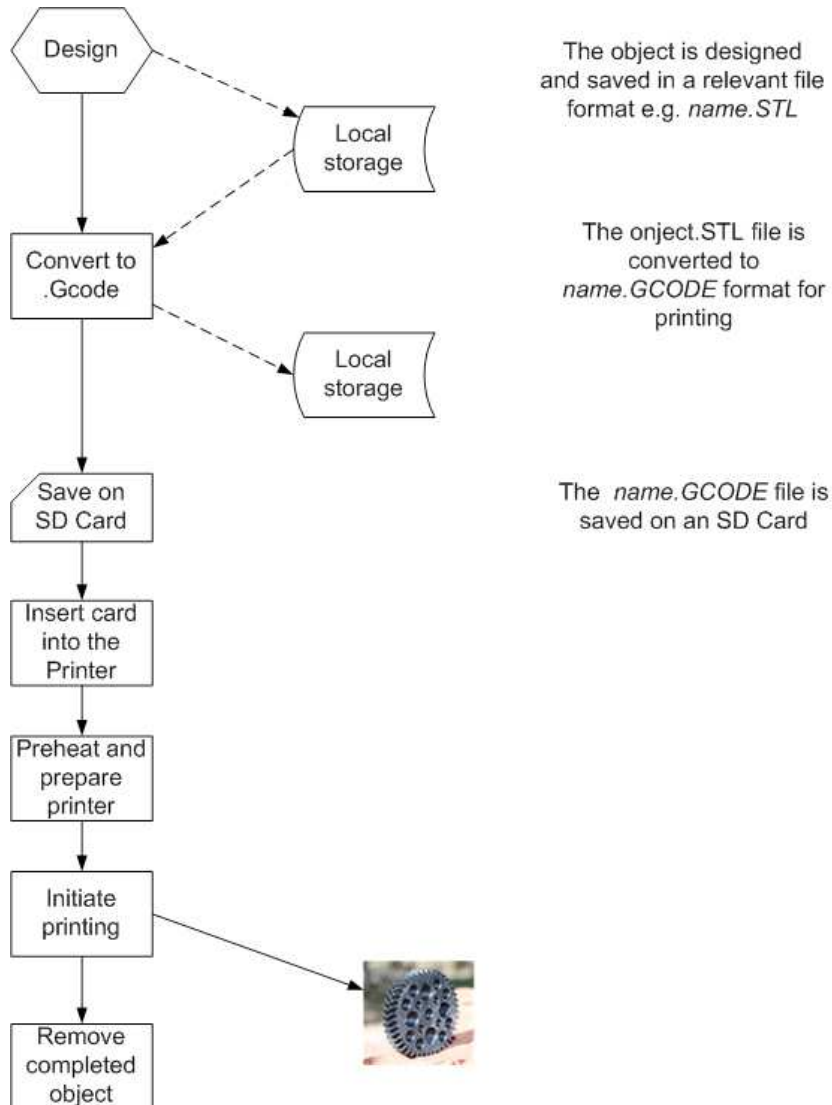 Design
The object is designed
and saved in a relevant file
format e.g. name.STL
Local
storage
Convert to
.Gcode
The onject.STL file is
converted to
name.GCODE format for
printing
Local
storage
Save on
SD Card
The name.GCODE file is
saved on an SD Card
Insert card
into the
Printer
Preheat and
prepare
printer
Initiate
printing
Remove
completed
object